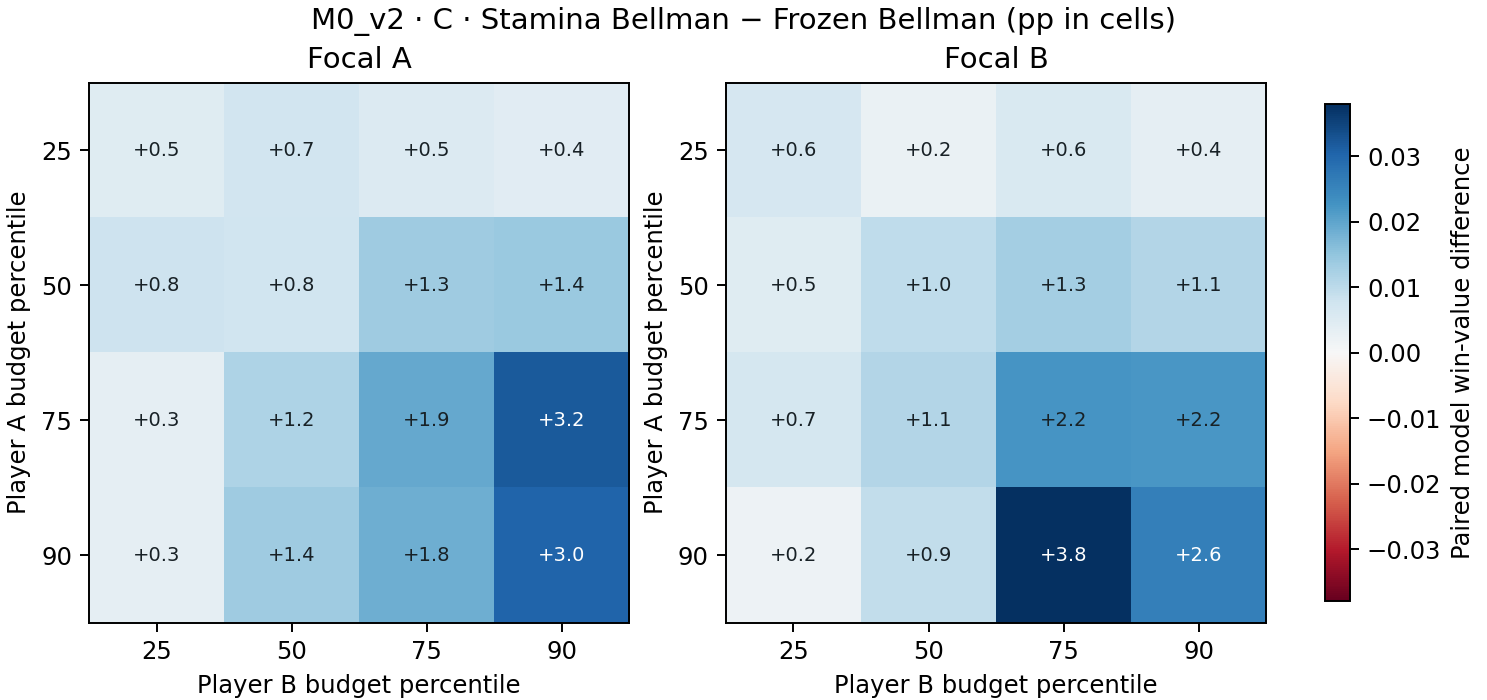 M0_v2 · C · Stamina Bellman − Frozen Bellman (pp in cells)
Focal A
Player A budget percentile
25
+0.5 +0.7 +0.5 +0.4
50
+0.8 +0.8 +1.3 +1.4
75
+0.3 +1.2 +1.9 +3.2
90
+0.3 +1.4 +1.8 +3.0
25 50 75 90
Player B budget percentile
Focal B
Player A budget percentile
25
+0.6 +0.2 +0.6 +0.4
50
+0.5 +1.0 +1.3 +1.1
75
+0.7 +1.1 +2.2 +2.2
90
+0.2 +0.9 +3.8 +2.6
25 50 75 90
Player B budget percentile
0.03
0.02
0.01
0.00
−0.01
−0.02
−0.03
Paired model win-value difference